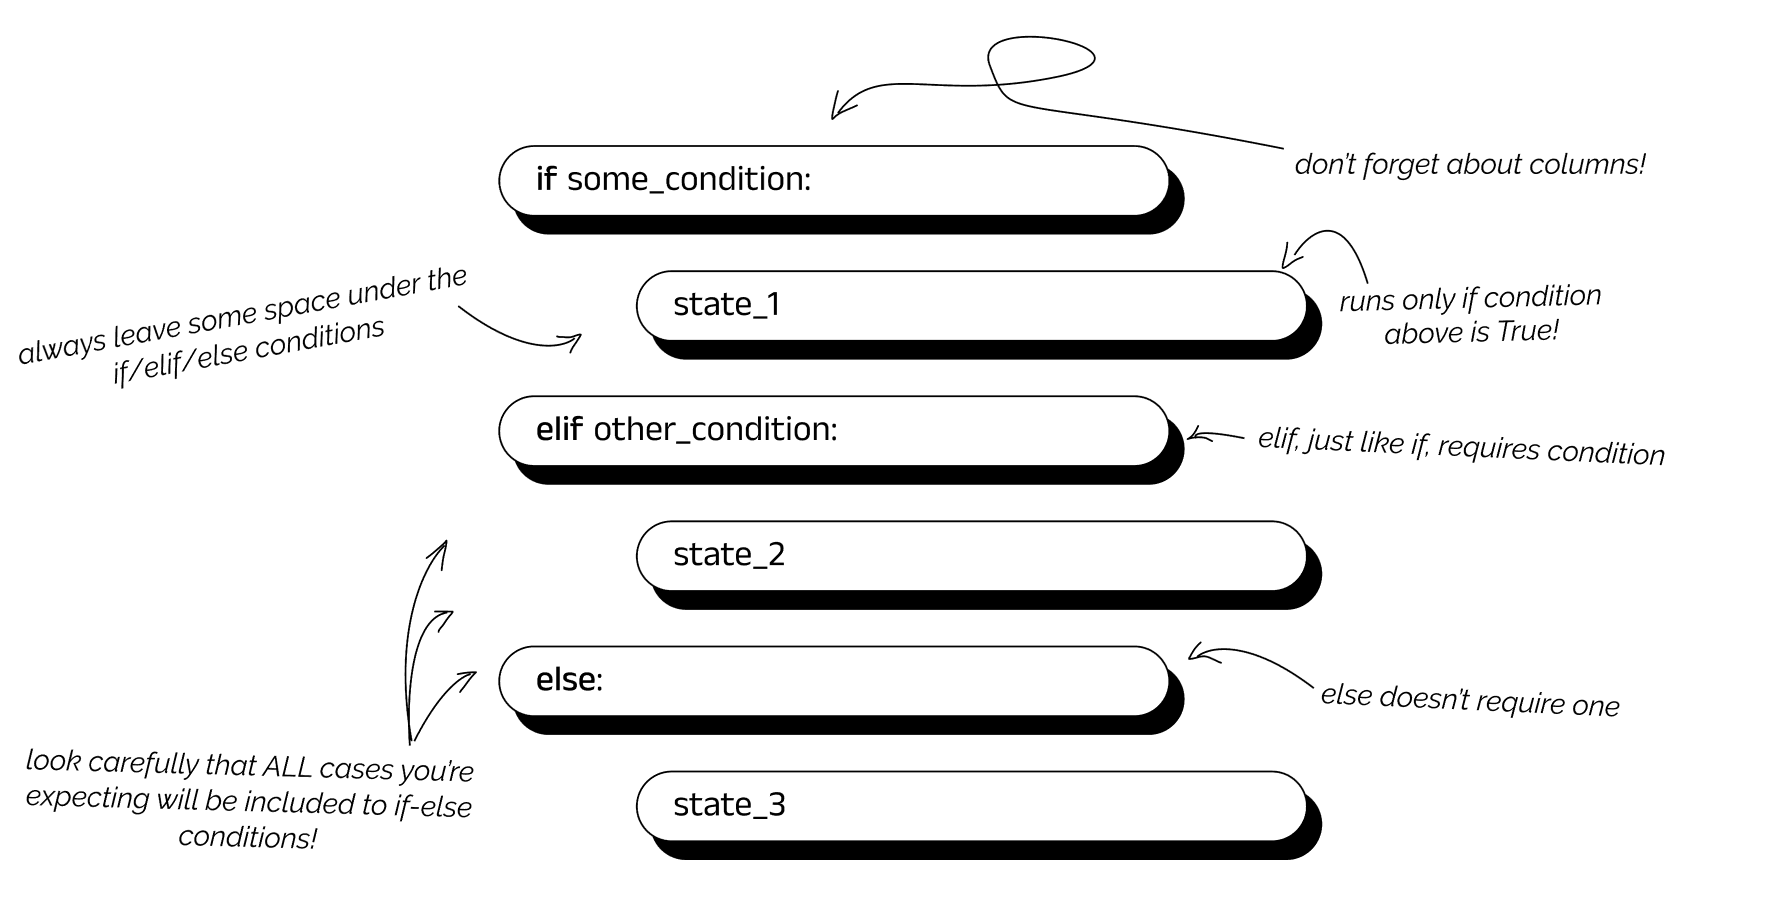 don't forget about columns!
if some_condition:
state_1
runs only if condition
above is True!
always leave some space under the
if/elif/else conditions
elif other_condition:
elif, just like if, requires condition
state_2
else:
else doesn't require one
look carefully that ALL cases you're
expecting will be included to if-else
conditions!
state_3